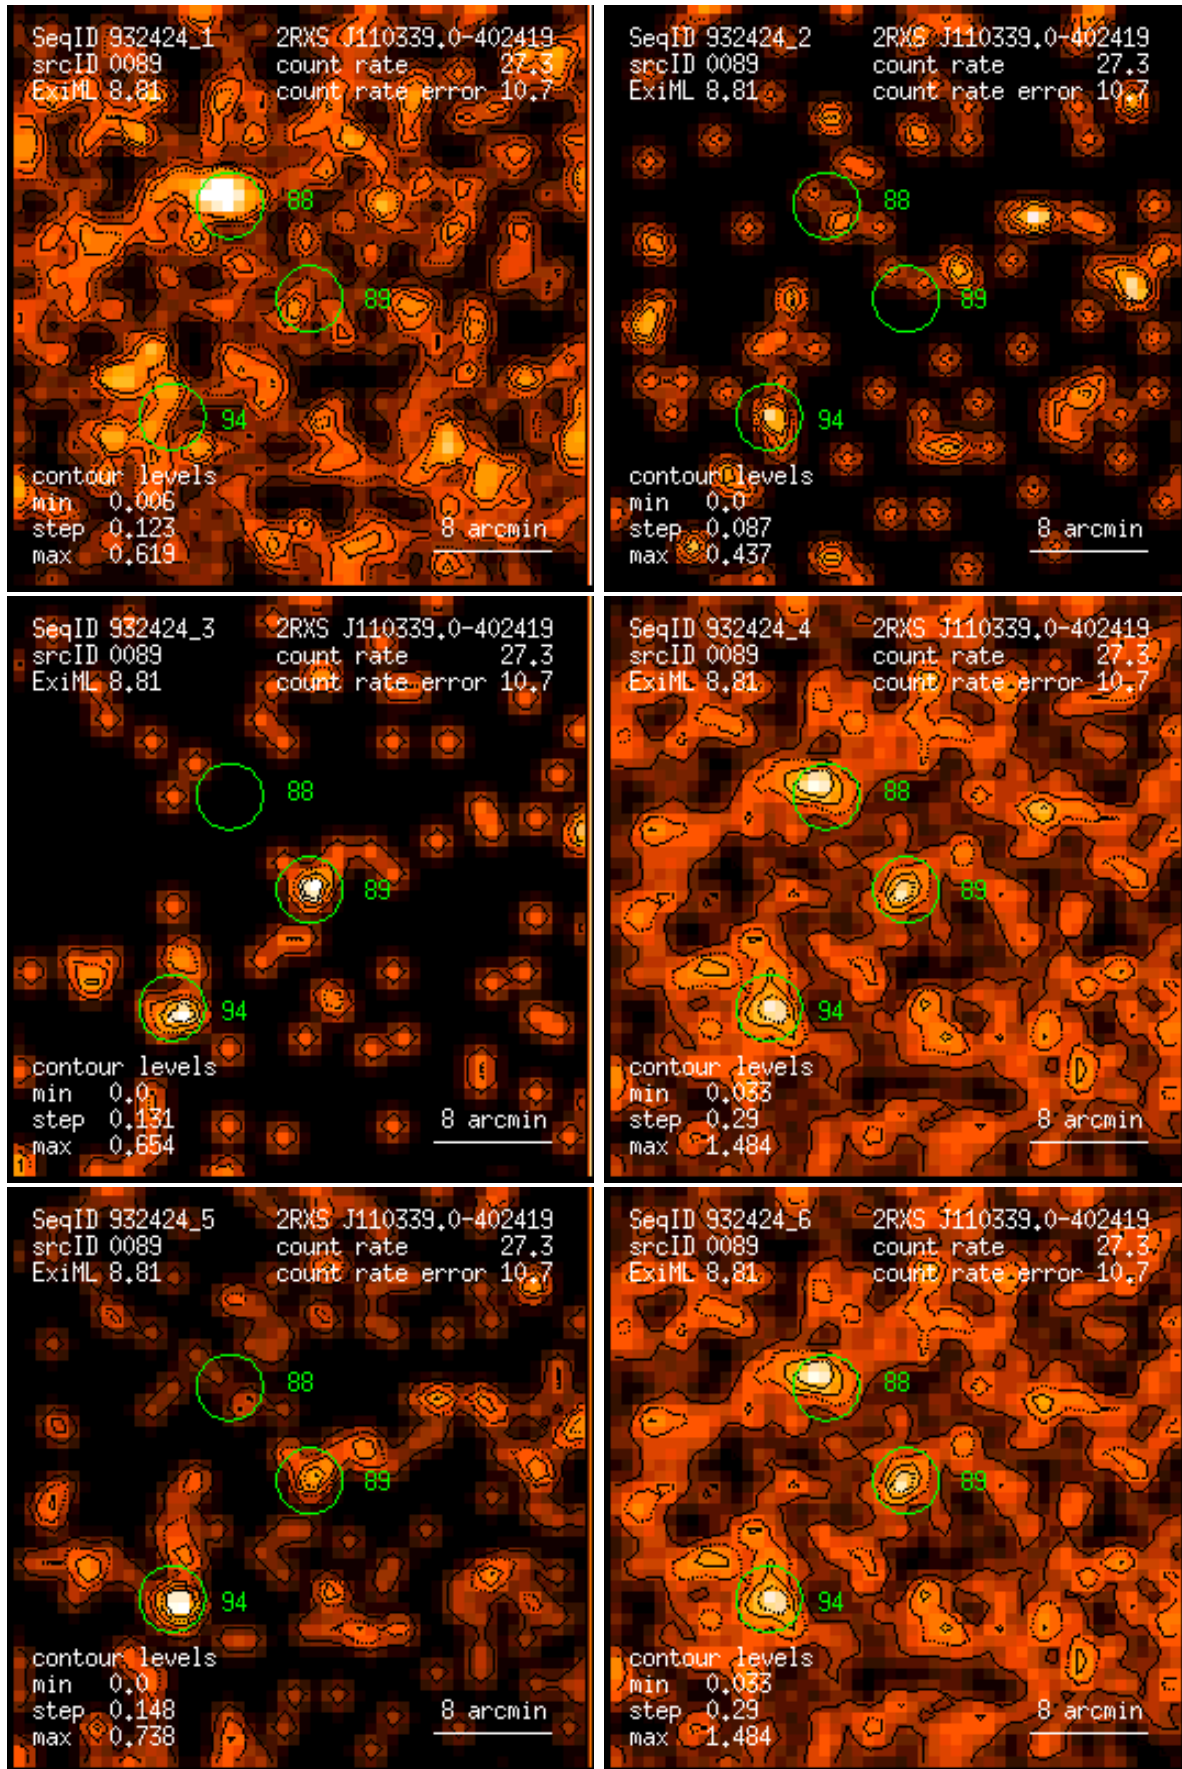 SeqID 932424_1 2RXS J110339.0-402419
srcID 0089 count rate 27.3
ExiML 8.81 count rate error 10.7
88
89
94
contour levels
min 0.006
step 0.123 8 arcmin
max 0.619
SeqID 932424_2 2RXS J110339.0-402419
srcID 0089 count rate 27.3
ExiML 8.81 count rate error 10.7
88
89
94
contour levels
min 0.0
step 0.087 8 arcmin
max 0.437
SeqID 932424_3 2RXS J110339.0-402419
srcID 0089 count rate 27.3
ExiML 8.81 count rate error 10.7
88
89
94
contour levels
min 0.0
step 0.131 8 arcmin
max 0.654
SeqID 932424_4 2RXS J110339.0-402419
srcID 0089 count rate 27.3
ExiML 8.81 count rate error 10.7
88
89
94
contour levels
min 0.033
step 0.29 8 arcmin
max 1.484
SeqID 932424_5 2RXS J110339.0-402419
srcID 0089 count rate 27.3
ExiML 8.81 count rate error 10.7
88
89
94
contour levels
min 0.0
step 0.148 8 arcmin
max 0.738
SeqID 932424_6 2RXS J110339.0-402419
srcID 0089 count rate 27.3
ExiML 8.81 count rate error 10.7
88
89
94
contour levels
min 0.033
step 0.29 8 arcmin
max 1.484